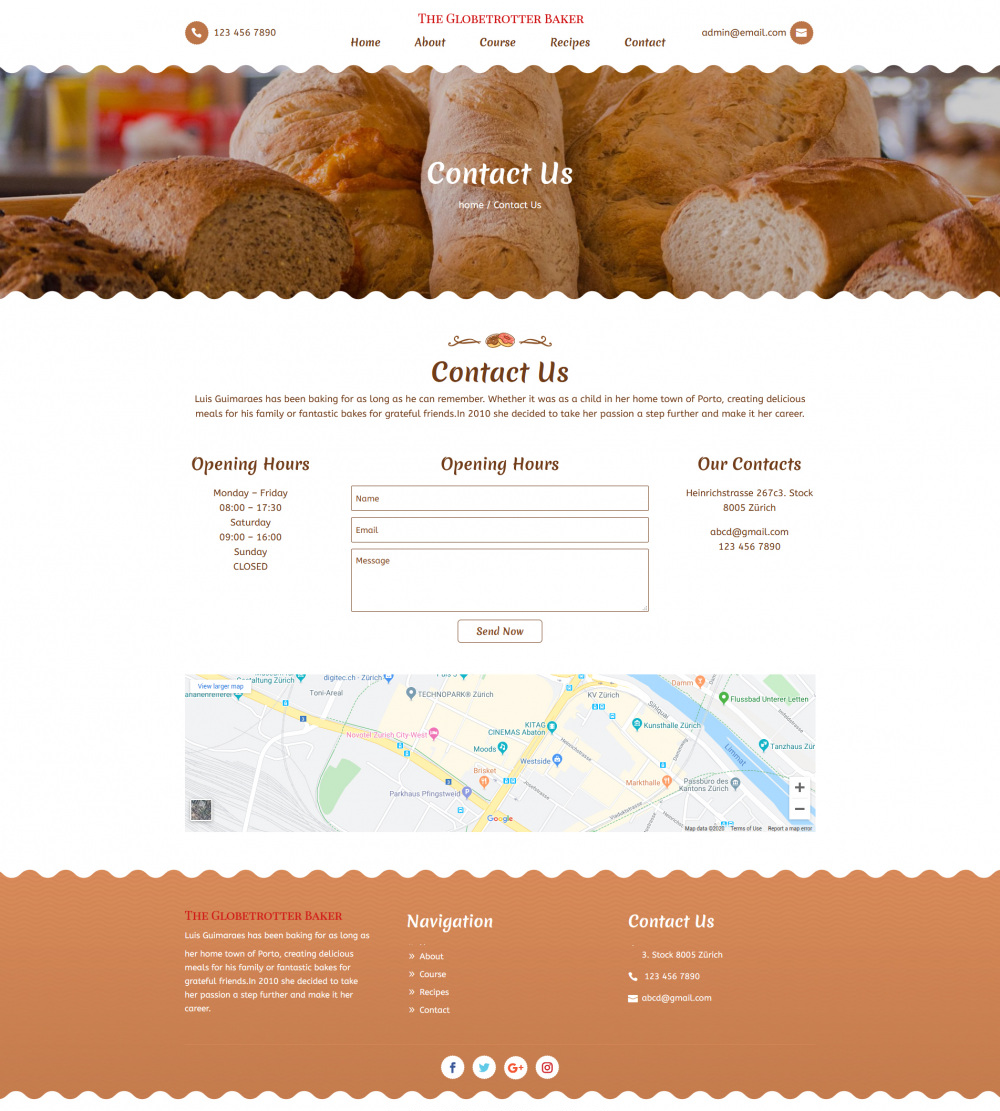 123 456 7890
The Globetrotter Baker
admin@email.com
Home About Course Recipes Contact
Contact Us
home / Contact Us
Contact Us
Luis Guimaraes has been baking for as long as he can remember. Whether it was as a child in her home town of Porto, creating delicious
meals for his family or fantastic bakes for grateful friends.In 2010 she decided to take her passion a step further and make it her career.
Opening Hours
Monday – Friday
08:00 – 17:30
Saturday
09:00 – 16:00
Sunday
CLOSED
Opening Hours
Name
Email
Message
Send Now
Our Contacts
Heinrichstrasse 267c3. Stock
8005 Zürich
abcd@gmail.com
123 456 7890
View larger map
Gestaltung Zürich
digitec.ch - Zürich
Toni-Areal
TECHNOPARK® Zürich
KV Zürich
Damm
Flussbad Unterer Letten
Sihlquai
Novotel Zürich City-West
KITAG
CINEMAS Abaton
Kunsthalle Zürich
Moods
Heinrichstrasse
Limmat
Tanzhaus Zür
Westside
Brisket
Josefstrasse
Markthalle
Passbüro des
Kantons Zürich
Parkhaus Pfingstweid
Viaduktstrasse
Google
Map data ©2020 Terms of Use Report a map error
The Globetrotter Baker
Luis Guimaraes has been baking for as long as
her home town of Porto, creating delicious
meals for his family or fantastic bakes for
grateful friends.In 2010 she decided to take
her passion a step further and make it her
career.
Navigation
About
Course
Recipes
Contact
Contact Us
3. Stock 8005 Zürich
123 456 7890
abcd@gmail.com